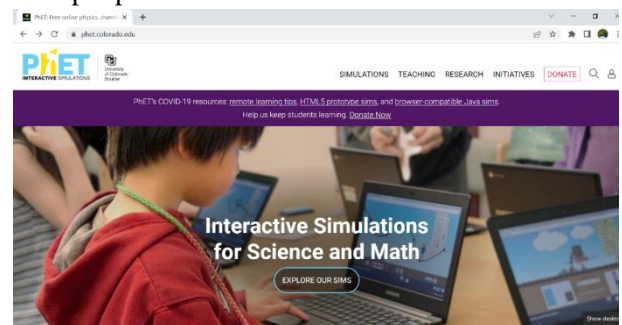 PhET: Free online physics, chemis
phet.colorado.edu
PhET
INTERACTIVE SIMULATIONS
University
of Colorado
Boulder
SIMULATIONS TEACHING RESEARCH INITIATIVES DONATE
PhET's COVID-19 resources: remote learning tips, HTML5 prototype sims, and browser-compatible Java sims.
Help us keep students learning. Donate Now
Interactive Simulations
for Science and Math
EXPLORE OUR SIMS
Show deskto